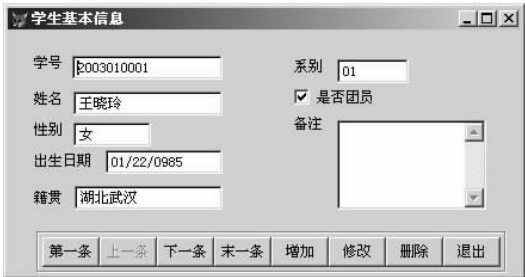 学生基本信息
学号 2003010001 系别 01
姓名 王晓玲 是否团员
性别 女 备注
出生日期 01/22/0985
籍贯 湖北武汉
第一条 上一条 下一条 末一条 增加 修改 删除 退出